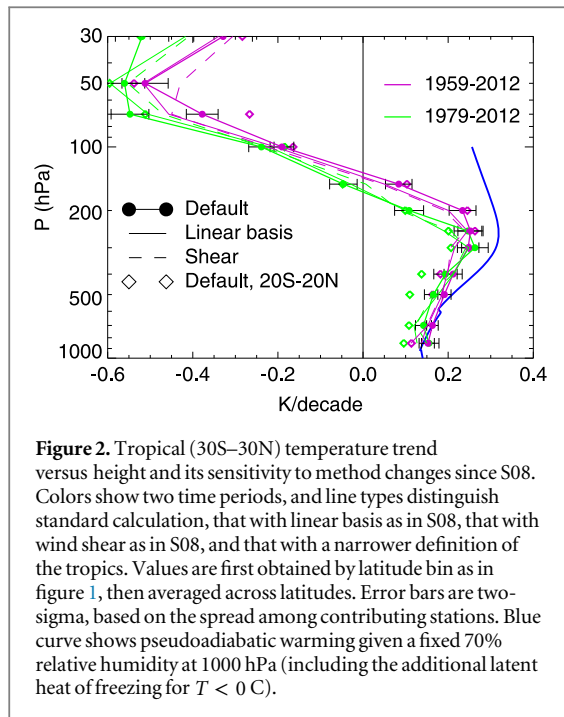 30
50
100
200
300
500
1000
P (hPa)
1959-2012
1979-2012
Default
Linear basis
Shear
Default, 20S-20N
-0.6 -0.4 -0.2 0.0 0.2 0.4
K/decade
Figure 2. Tropical (30S–30N) temperature trend
versus height and its sensitivity to method changes since S08.
Colors show two time periods, and line types distinguish
standard calculation, that with linear basis as in S08, that with
wind shear as in S08, and that with a narrower definition of
the tropics. Values are first obtained by latitude bin as in
figure 1, then averaged across latitudes. Error bars are two-
sigma, based on the spread among contributing stations. Blue
curve shows pseudoadiabatic warming given a fixed 70%
relative humidity at 1000 hPa (including the additional latent
heat of freezing for T < 0 C).